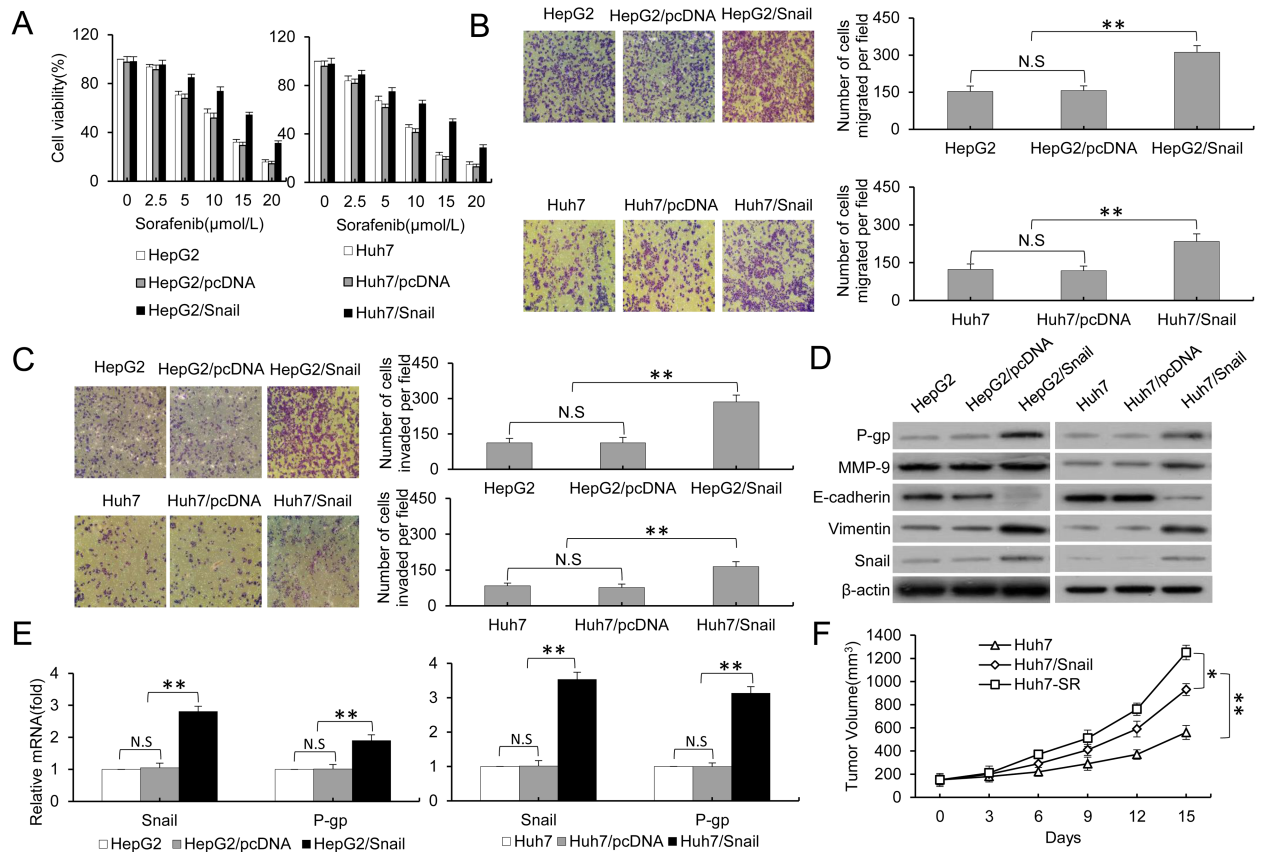 A
120
80
40
0
Cell viability(%)
0 2.5 5 10 15 20
Sorafenib(μmol/L)
HepG2
HepG2/pcDNA
HepG2/Snail
120
80
40
0
0 2.5 5 10 15 20
Sorafenib(μmol/L)
Huh7
Huh7/pcDNA
Huh7/Snail
B
HepG2 HepG2/pcDNA HepG2/Snail
Number of cells
migrated per field
450
300
150
0
N.S
**
HepG2 HepG2/pcDNA HepG2/Snail
Huh7 Huh7/pcDNA Huh7/Snail
Number of cells
migrated per field
450
300
150
0
N.S
**
Huh7 Huh7/pcDNA Huh7/Snail
C
HepG2 HepG2/pcDNA HepG2/Snail
Number of cells
invaded per field
450
300
150
0
N.S
**
HepG2 HepG2/pcDNA HepG2/Snail
Huh7 Huh7/pcDNA Huh7/Snail
Number of cells
invaded per field
450
300
150
0
N.S
**
Huh7 Huh7/pcDNA Huh7/Snail
D
HepG2
HepG2/pcDNA
HepG2/Snail
Huh7
Huh7/pcDNA
Huh7/Snail
P-gp
MMP-9
E-cadherin
Vimentin
Snail
β-actin
E
Relative mRNA(fold)
4
3
2
1
0
N.S
**
N.S
**
Snail P-gp
HepG2 HepG2/pcDNA HepG2/Snail
4
3
2
1
0
N.S
**
N.S
**
Snail P-gp
Huh7 Huh7/pcDNA Huh7/Snail
F
Tumor Volume(mm³)
1400
1200
1000
800
600
400
200
0
Huh7
Huh7/Snail
Huh7-SR
*
**
0 3 6 9 12 15
Days